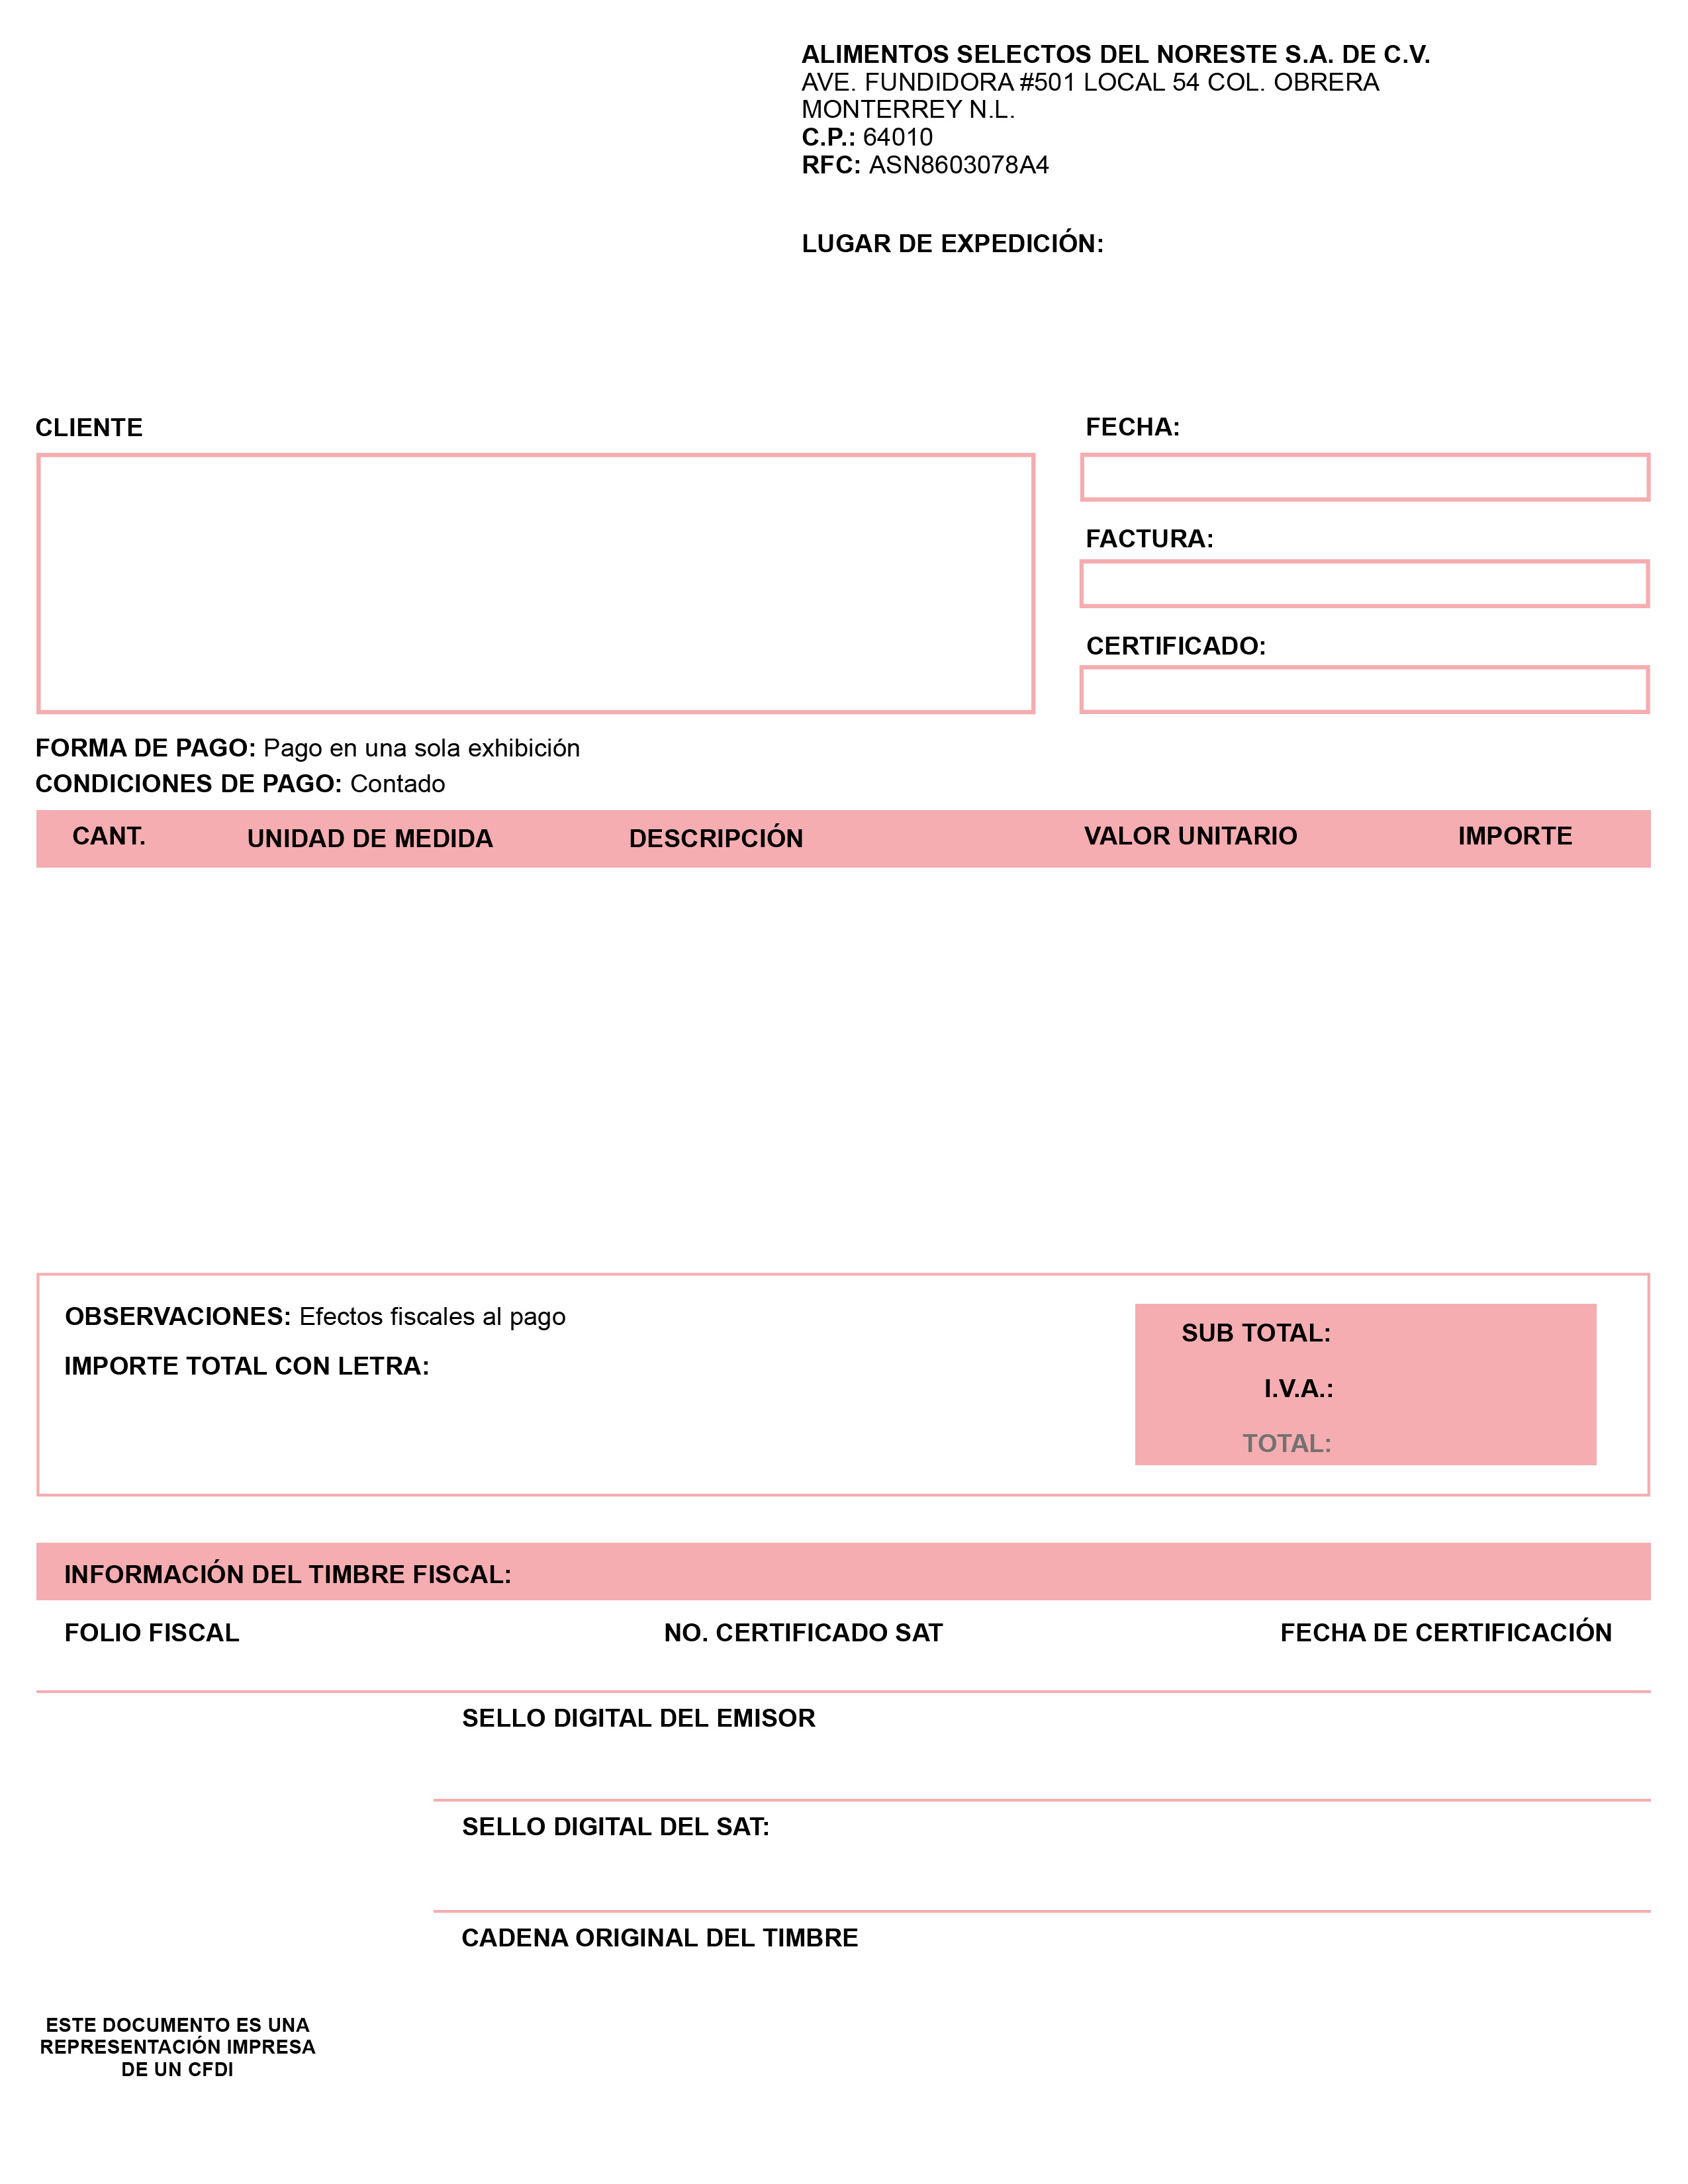 ALIMENTOS SELECTOS DEL NORESTE S.A. DE C.V.
AVE. FUNDIDORA #501 LOCAL 54 COL. OBRERA
MONTERREY N.L.
C.P.: 64010
RFC: ASN8603078A4
LUGAR DE EXPEDICIÓN:
CLIENTE
FECHA:
FACTURA:
CERTIFICADO:
FORMA DE PAGO: Pago en una sola exhibición
CONDICIONES DE PAGO: Contado
CANT. UNIDAD DE MEDIDA DESCRIPCIÓN VALOR UNITARIO IMPORTE
OBSERVACIONES: Efectos fiscales al pago
IMPORTE TOTAL CON LETRA:
SUB TOTAL:
I.V.A.:
TOTAL:
INFORMACIÓN DEL TIMBRE FISCAL:
FOLIO FISCAL NO. CERTIFICADO SAT FECHA DE CERTIFICACIÓN
SELLO DIGITAL DEL EMISOR
SELLO DIGITAL DEL SAT:
CADENA ORIGINAL DEL TIMBRE
ESTE DOCUMENTO ES UNA
REPRESENTACIÓN IMPRESA
DE UN CFDI